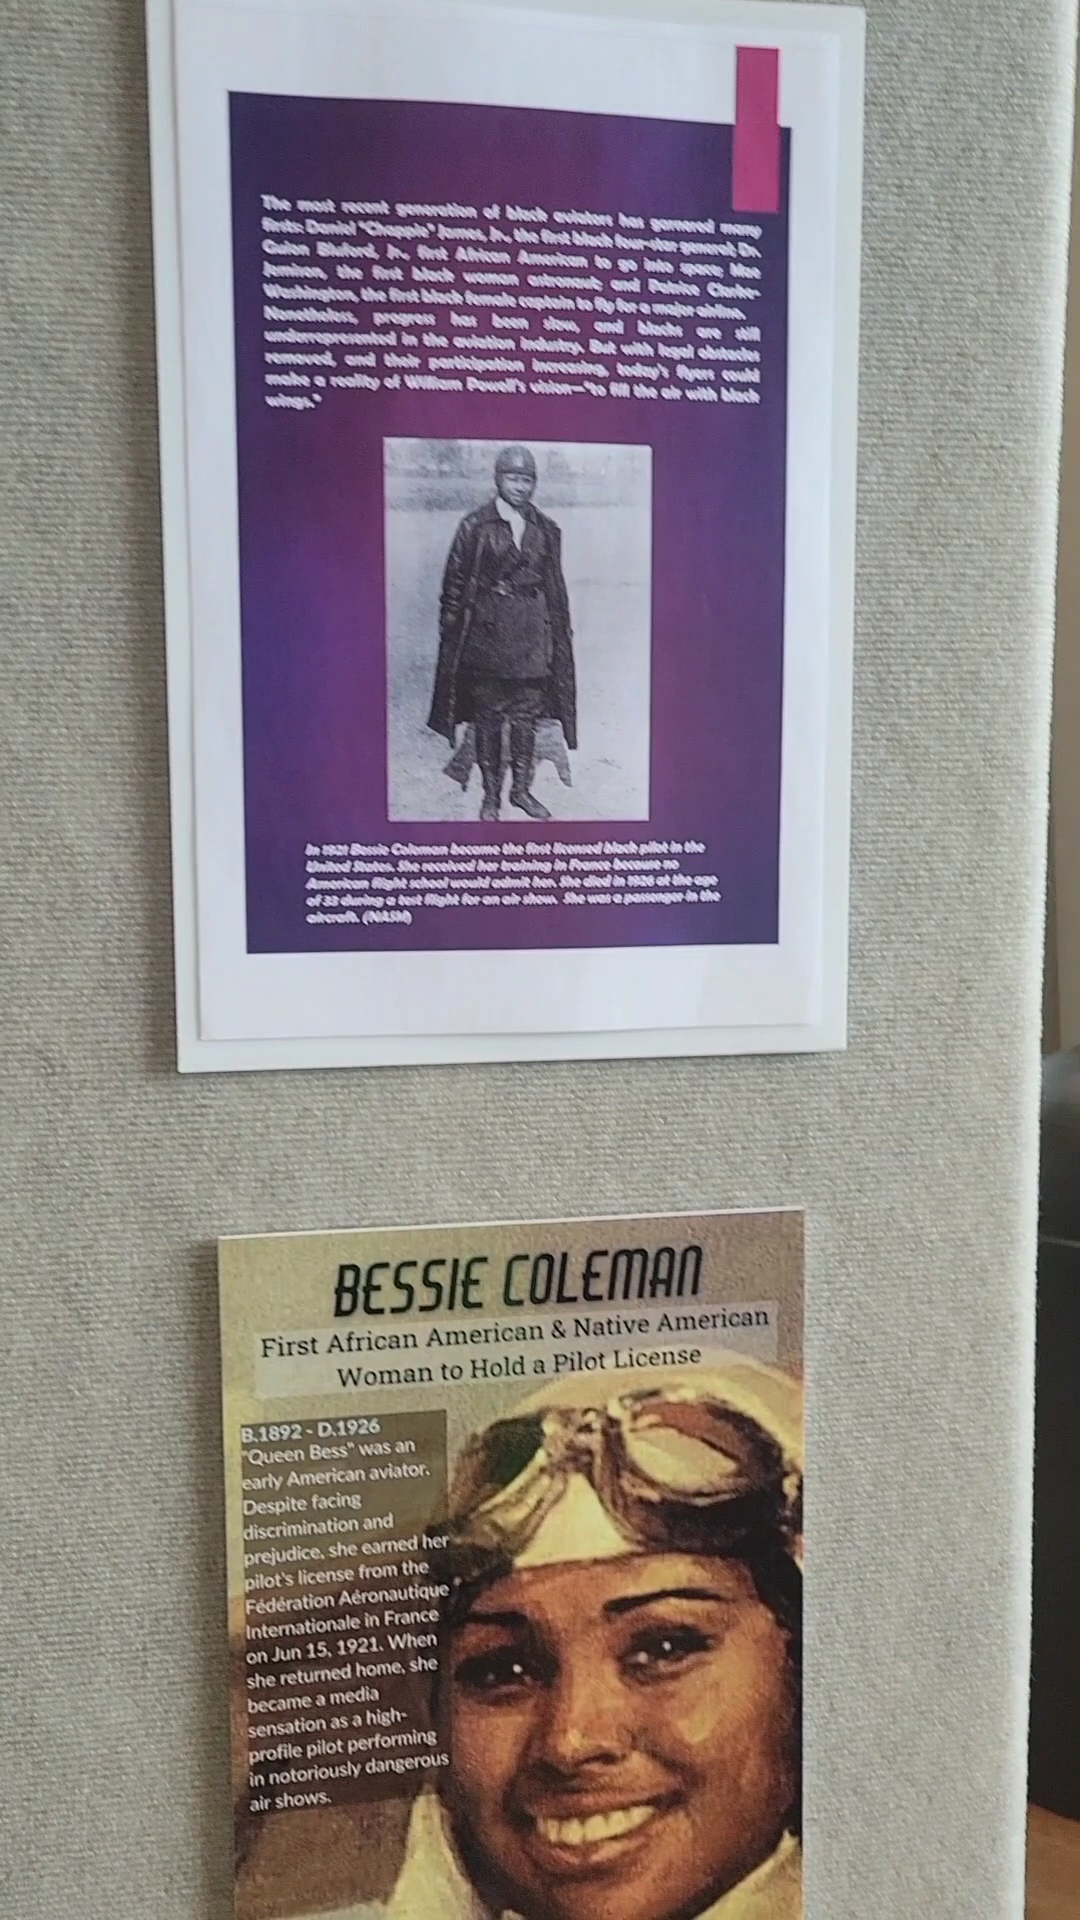 The most recent generation of black aviators has garnered many
firsts: Daniel "Chappie" James, Jr., the first black four-star general; Dr.
Guion Bluford, Jr., first African American to go into space; Mae
Jemison, the first black woman astronaut; and Patrice Clarke-
Washington, the first black female captain to fly for a major airline.
Nonetheless, progress has been slow, and blacks are still
underrepresented in the aviation industry. But with legal obstacles
removed, and their participation increasing, today's flyers could
make a reality of William Powell's vision—"to fill the air with black
wings."
In 1921 Bessie Coleman became the first licensed black pilot in the
United States. She received her training in France because no
American flight school would admit her. She died in 1926 at the age
of 33 during a test flight for an air show. She was a passenger in the
aircraft. (NASM)
BESSIE COLEMAN
First African American & Native American
Woman to Hold a Pilot License
B.1892 - D.1926
"Queen Bess" was an
early American aviator.
Despite facing
discrimination and
prejudice, she earned her
pilot's license from the
Fédération Aéronautique
Internationale in France
on Jun 15, 1921. When
she returned home, she
became a media
sensation as a high-
profile pilot performing
in notoriously dangerous
air shows.